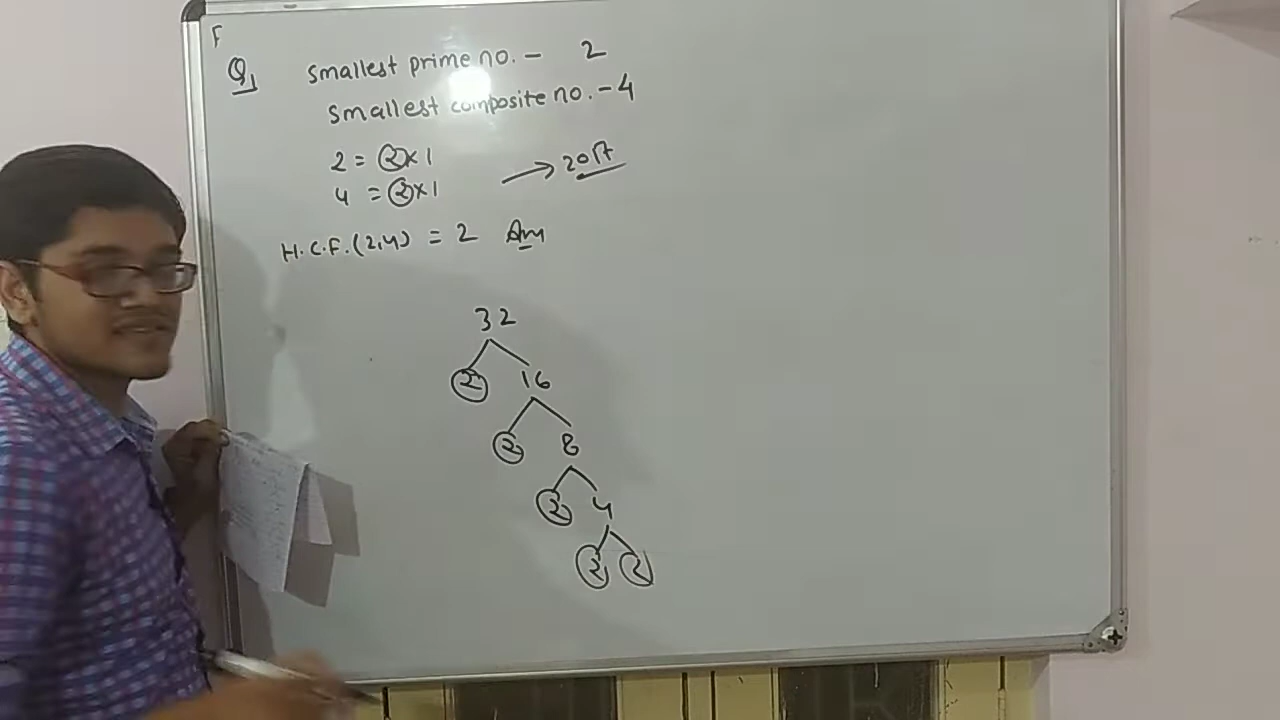 F
Q1 smallest prime no. - 2
smallest composite no. - 4
2 = 2×1
4 = 2×1
→ 2017
H.C.F.(2,4) = 2 Ans
32
2 16
2 8
2 4
2 2